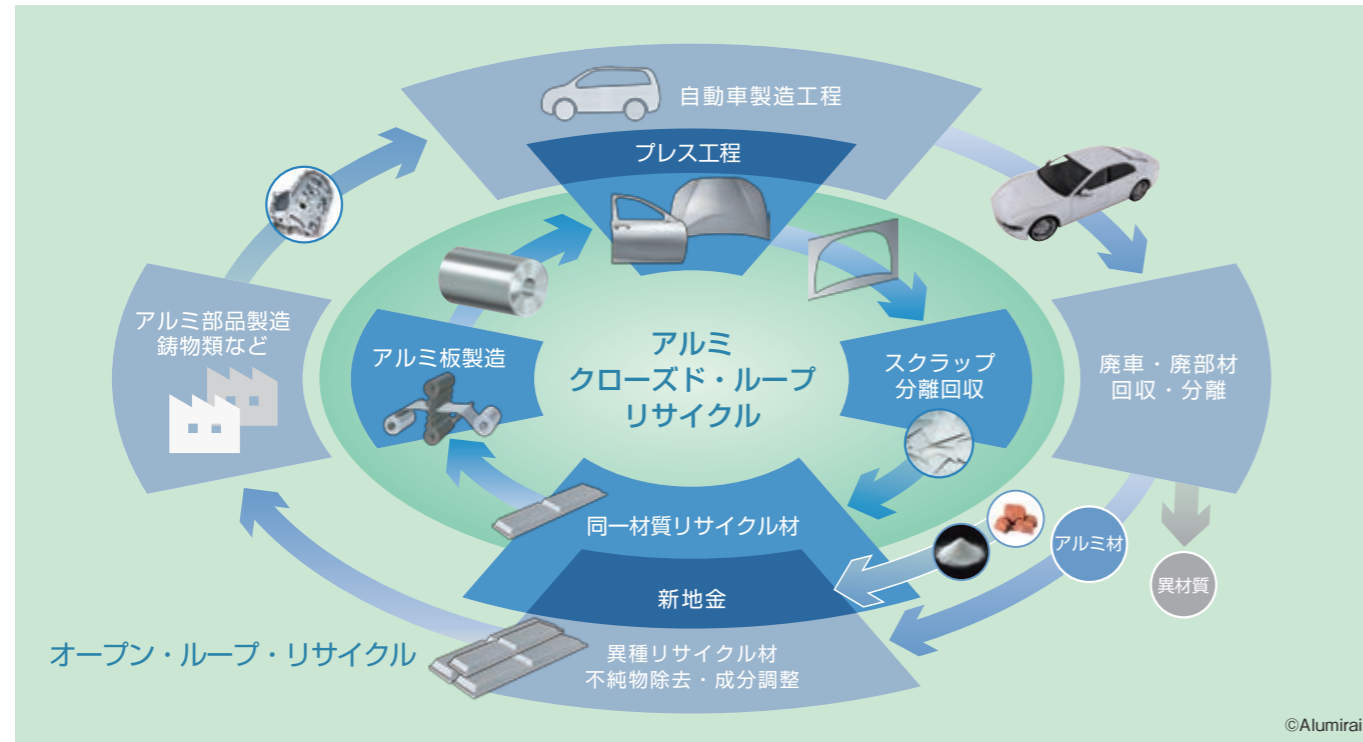 自動車製造工程
プレス工程
アルミ部品製造
鋳物類など
アルミ板製造
アルミ
クローズド・ループ
リサイクル
スクラップ
分離回収
廃車・廃部材
回収・分離
同一材質リサイクル材
アルミ材
異材質
新地金
オープン・ループ・リサイクル
異種リサイクル材
不純物除去・成分調整
©Alumirai